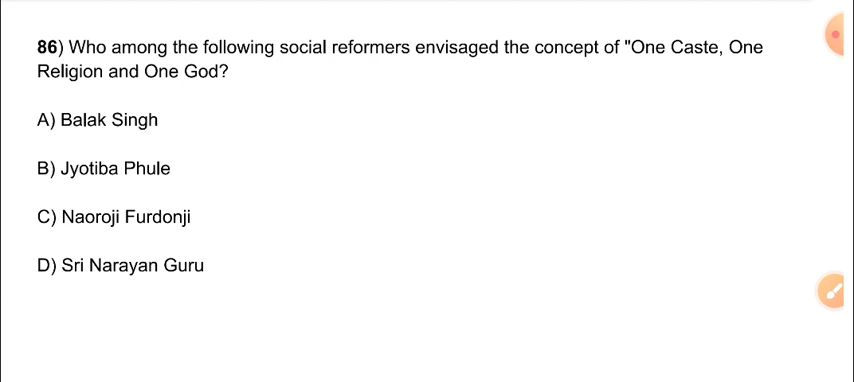 86) Who among the following social reformers envisaged the concept of "One Caste, One
Religion and One God?
A) Balak Singh
B) Jyotiba Phule
C) Naoroji Furdonji
D) Sri Narayan Guru